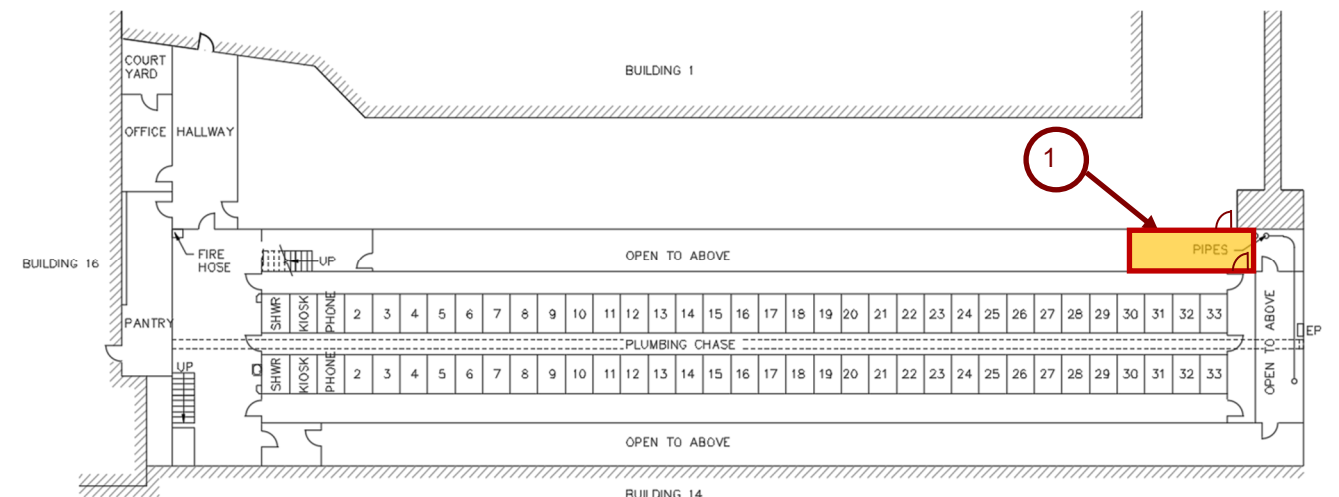 BUILDING 1
COURT
YARD
OFFICE
HALLWAY
1
BUILDING 16
FIRE
HOSE
UP
OPEN TO ABOVE
PIPES
SHWR KIOSK PHONE 2 3 4 5 6 7 8 9 10 11 12 13 14 15 16 17 18 19 20 21 22 23 24 25 26 27 28 29 30 31 32 33
PANTRY
PLUMBING CHASE
OPEN TO ABOVE
EP
UP
SHWR KIOSK PHONE 2 3 4 5 6 7 8 9 10 11 12 13 14 15 16 17 18 19 20 21 22 23 24 25 26 27 28 29 30 31 32 33
OPEN TO ABOVE
BUILDING 14